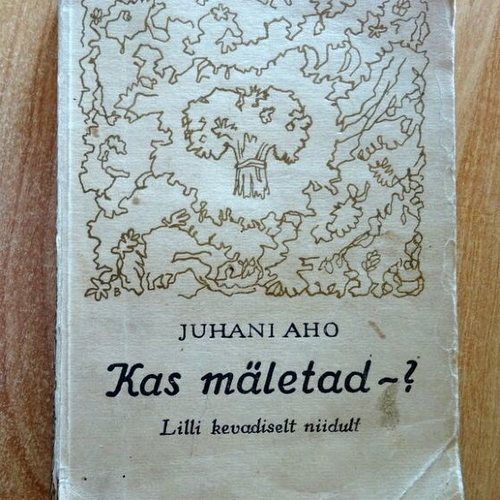 JUHANI AHO
Kas mäletad~?
Lilli kevadiselt niidult